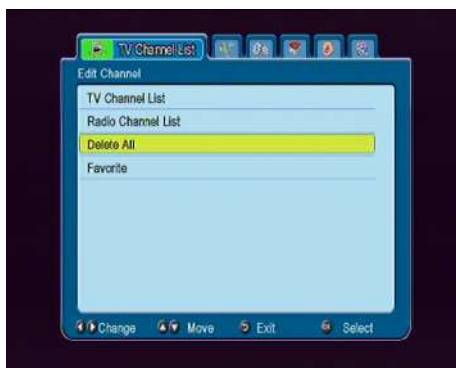 TV Channel List
Edit Channel
TV Channel List
Radio Channel List
Delete All
Favorite
Change Move Exit Select